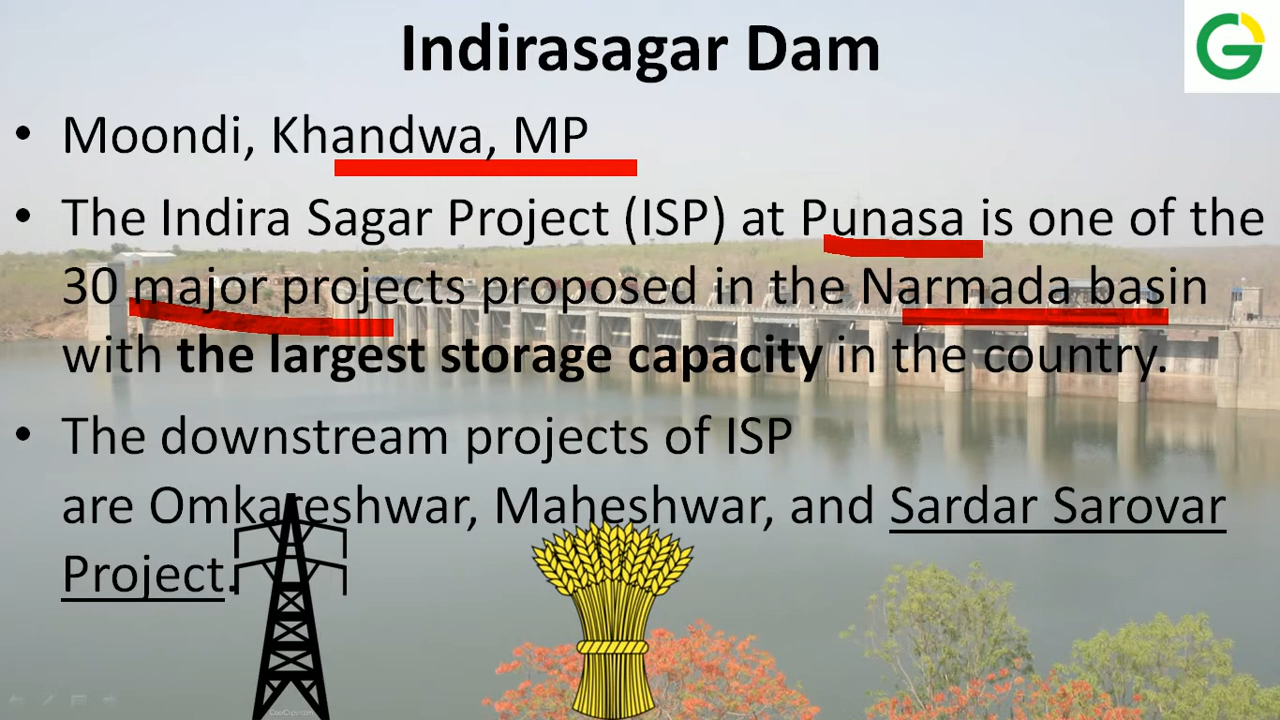 Indirasagar Dam
• Moondi, Khandwa, MP
• The Indira Sagar Project (ISP) at Punasa is one of the
30 major projects proposed in the Narmada basin
with the largest storage capacity in the country.
• The downstream projects of ISP
are Omkareshwar, Maheshwar, and Sardar Sarovar
Project.